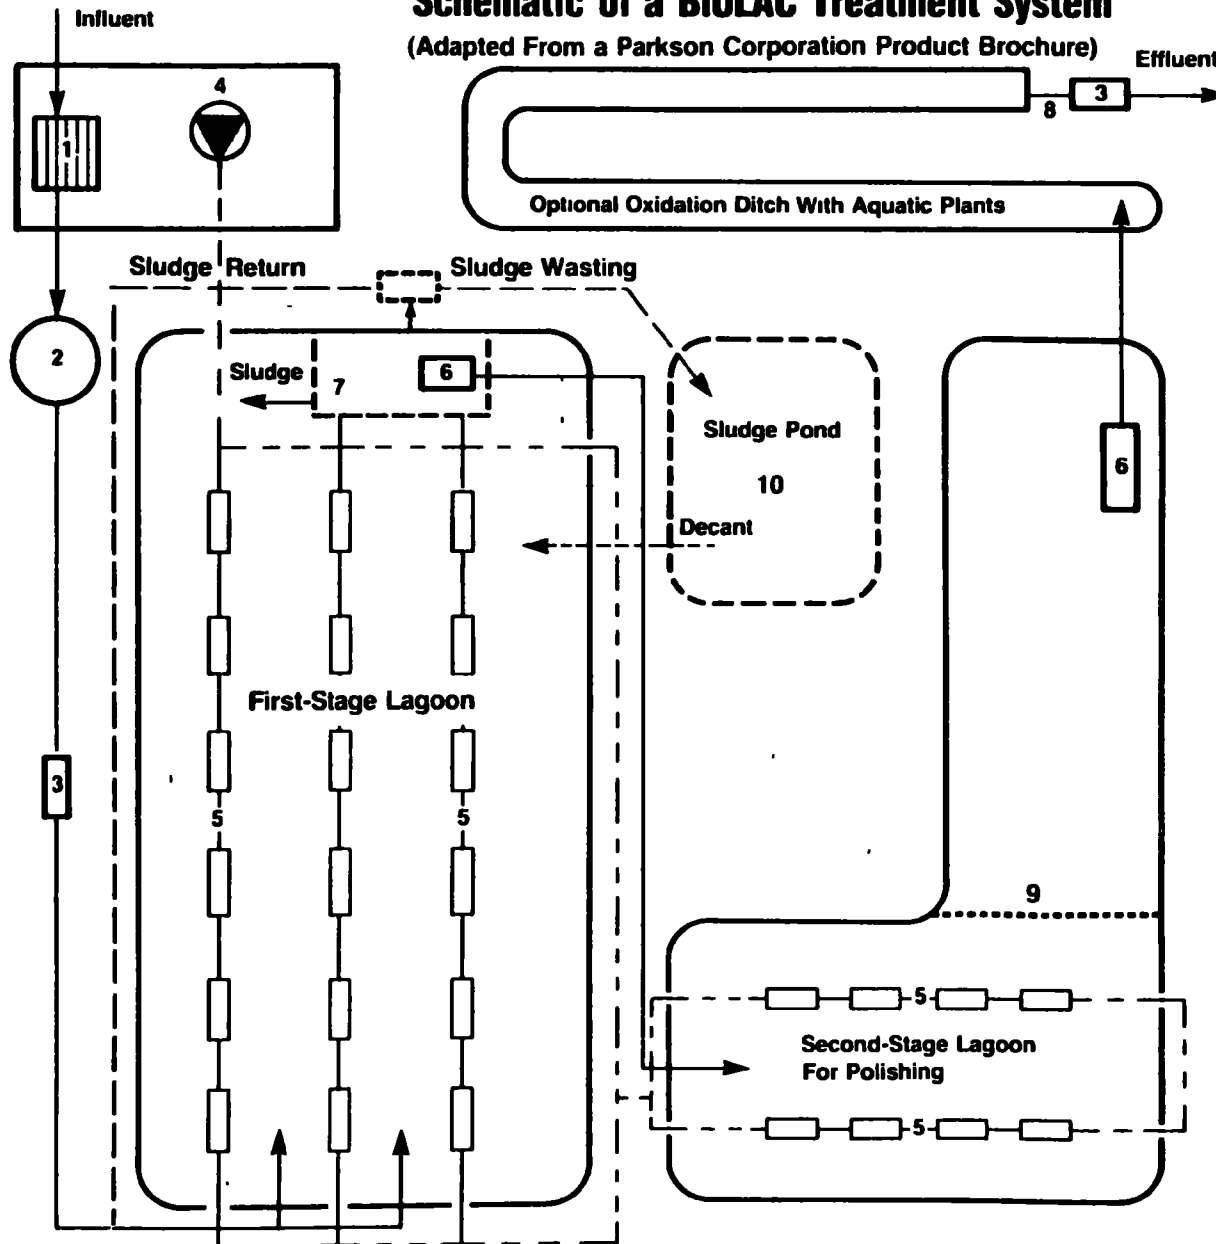 Schematic of a BIOLAC Treatment System
(Adapted From a Parkson Corporation Product Brochure)
Influent
Effluent
4
1
3
8
Optional Oxidation Ditch With Aquatic Plants
Sludge Return
Sludge Wasting
2
Sludge
7
6
Sludge Pond
10
6
Decant
First-Stage Lagoon
3
5
5
9
5
Second-Stage Lagoon
For Polishing
5